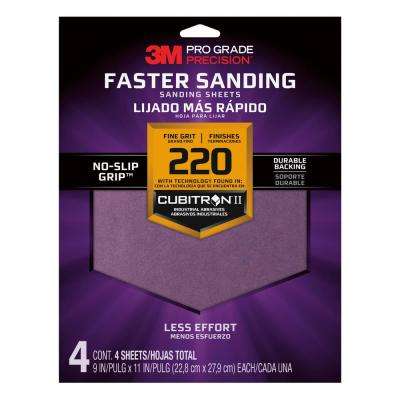 3M PRO GRADE PRECISION™
FASTER SANDING
SANDING SHEETS
LIJADO MÁS RÁPIDO
HOJA PARA LIJAR
NO-SLIP GRIP™
FINE GRIT
GRANO FINO
FINISHES
TERMINACIONES
220
WITH TECHNOLOGY FOUND IN:
CON LA TECNOLOGÍA QUE SE ENCUENTRA EN:
CUBITRON II
INDUSTRIAL ABRASIVES
ABRASIVOS INDUSTRIALES
DURABLE BACKING
SOPORTE DURABLE
LESS EFFORT
MENOS ESFUERZO
4 CONT. 4 SHEETS/HOJAS TOTAL
9 IN/PULG x 11 IN/PULG (22,8 cm x 27,9 cm) EACH/CADA UNA